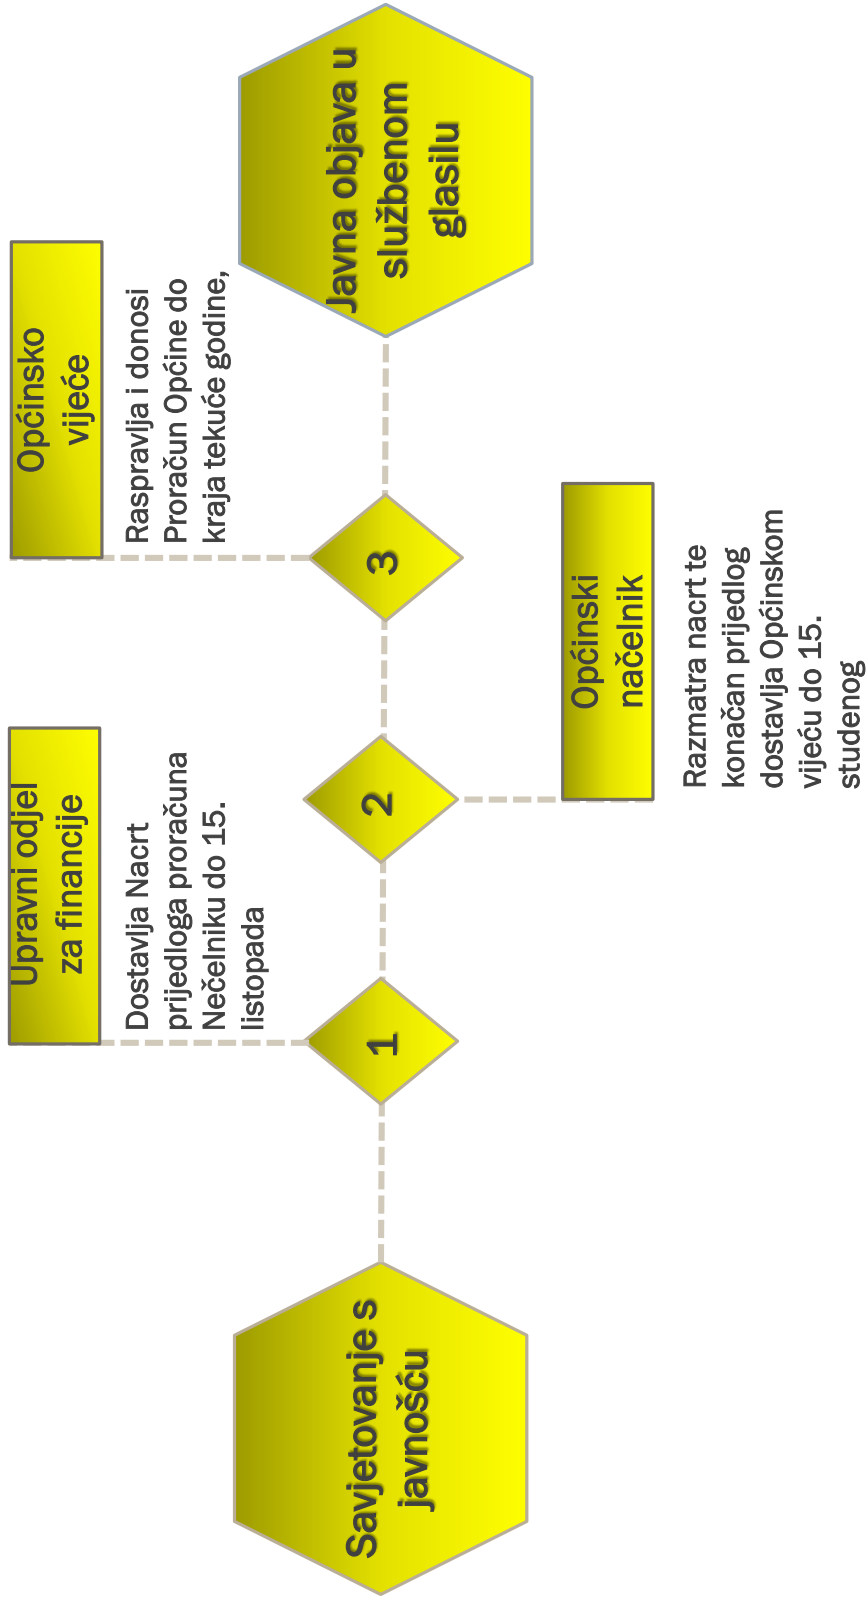 Savjetovanje s
javnošću
1
Upravni odjel
za financije
Dostavlja Nacrt
prijedloga proračuna
Nečelniku do 15.
listopada
2
Općinski
načelnik
Razmatra nacrt te
konačan prijedlog
dostavlja Općinskom
vijeću do 15.
studenog
3
Općinsko
vijeće
Raspravlja i donosi
Proračun Općine do
kraja tekuće godine,
Javna objava u
službenom
glasilu